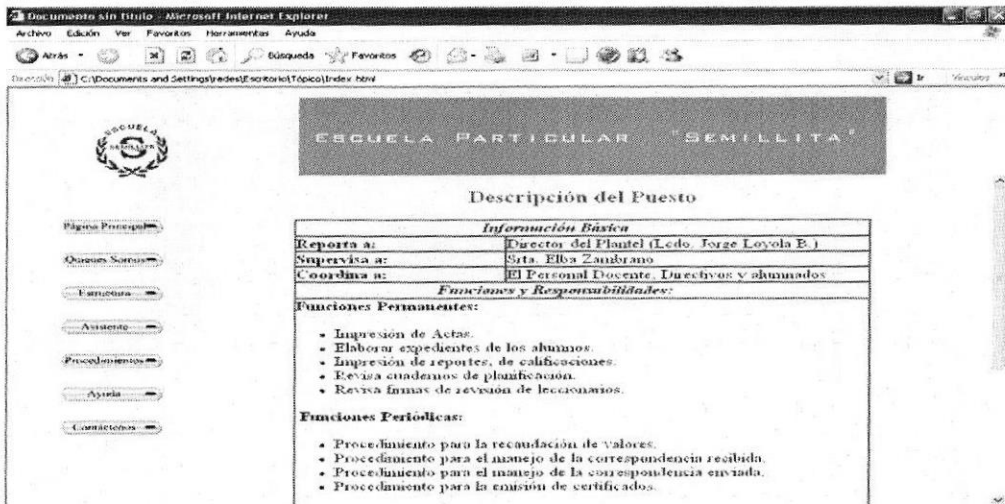 Documento sin título - Microsoft Internet Explorer
Archivo Edición Ver Favoritos Herramientas Ayuda
Atrás Búsqueda Favoritos
Dirección C:\Documents and Settings\redes\Escritorio\Tópico\Index.html Ir Vínculos
ESCUELA
SEMILLITA
ESCUELA PARTICULAR "SEMILLITA"
Descripción del Puesto
Página Principal
Quienes Somos
Estructura
Asistente
Procedimientos
Ayuda
Contáctenos
Información Básica
Reporta a: Director del Plantel (Lcdo. Jorge Loyola B.)
Supervisa a: Srta. Elba Zambrano
Coordina a: El Personal Docente, Directivos y alumnados
Funciones y Responsabilidades:
Funciones Permanentes:
• Impresión de Actas.
• Elaborar expedientes de los alumnos.
• Impresión de reportes, de calificaciones.
• Revisa cuadernos de planificación.
• Revisa firmas de revisión de leccionarios.
Funciones Periódicas:
• Procedimiento para la recaudación de valores.
• Procedimiento para el manejo de la correspondencia recibida.
• Procedimiento para el manejo de la correspondencia enviada.
• Procedimiento para la emisión de certificados.